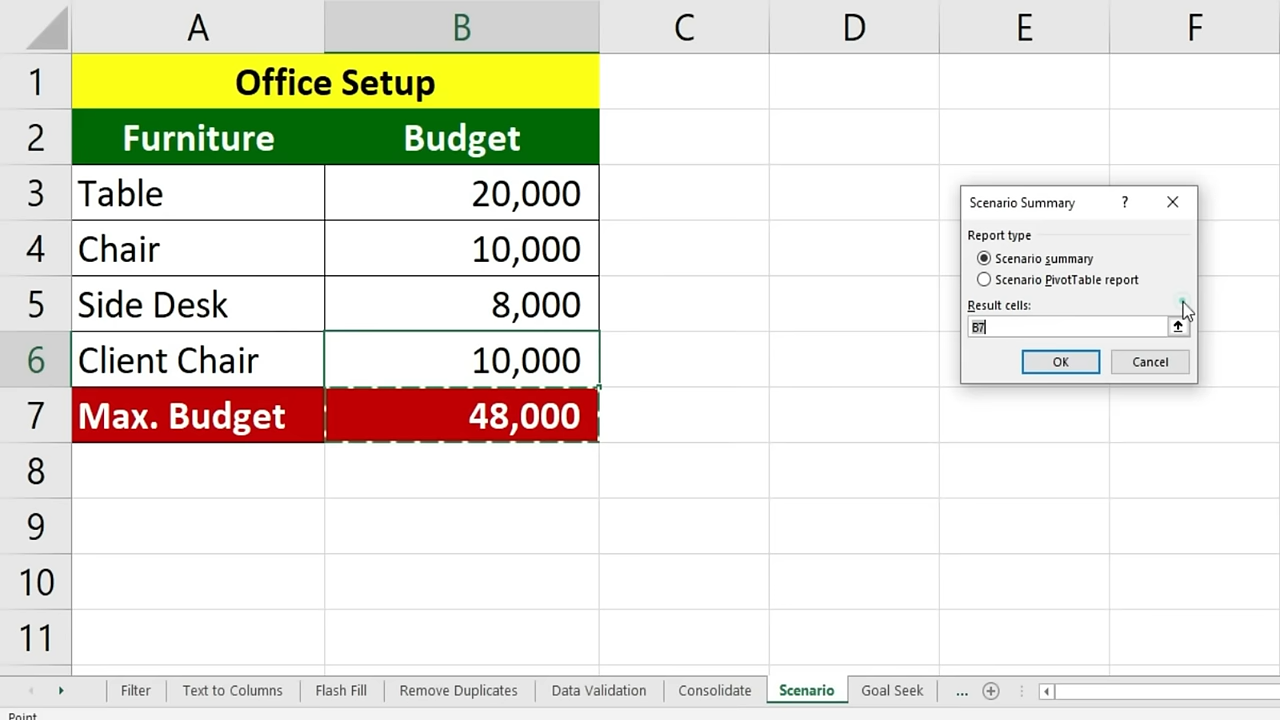 A B C D E F
1 Office Setup
2 Furniture Budget
3 Table 20,000
4 Chair 10,000
5 Side Desk 8,000
6 Client Chair 10,000
7 Max. Budget 48,000
8
9
10
11
Scenario Summary ? ×
Report type
Scenario summary
Scenario PivotTable report
Result cells:
B7
OK Cancel
Filter Text to Columns Flash Fill Remove Duplicates Data Validation Consolidate Scenario Goal Seek ...
Point